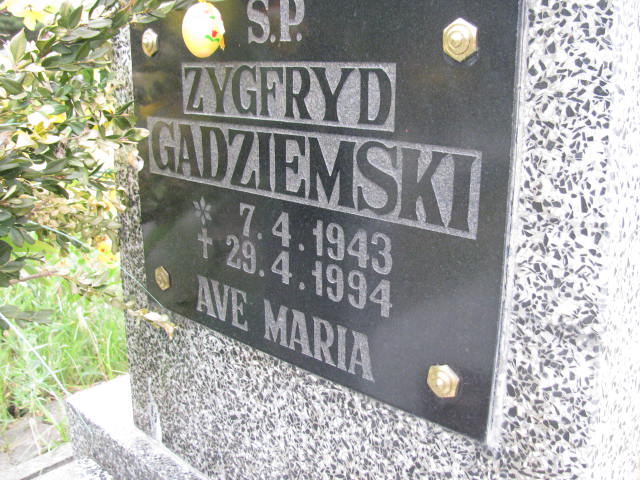 Ś.P.
ZYGFRYD
GADZIEMSKI
* 7.4.1943
† 29.4.1994
AVE MARIA